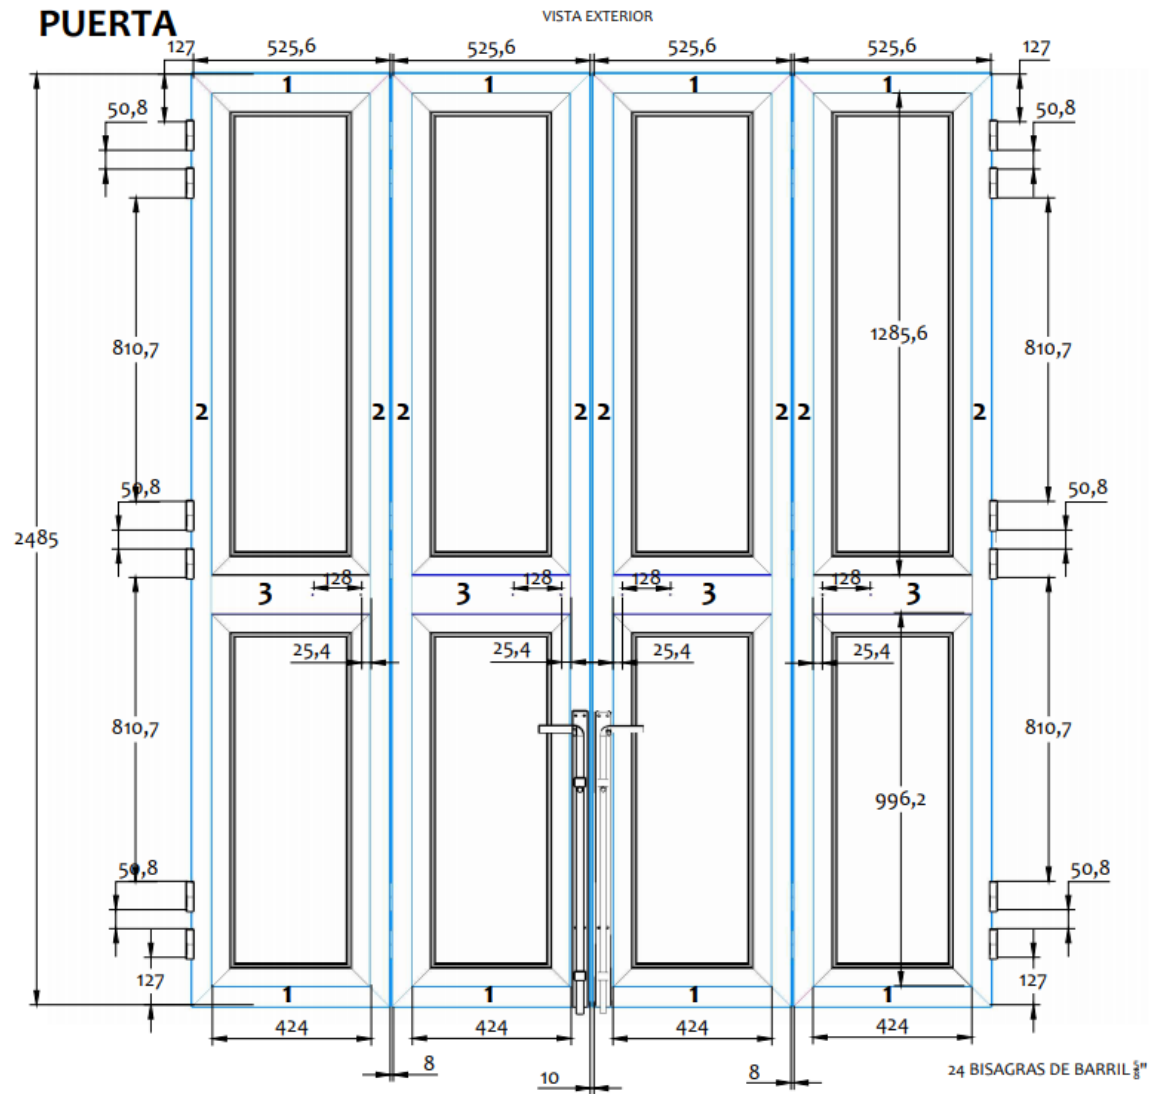 PUERTA
VISTA EXTERIOR
127 525,6 525,6 525,6 525,6 127
1 1 1 1
50,8 50,8
1285,6
810,7 810,7
2 2 2 2 2 2 2 2
50,8 50,8
2485
128 128 128 128
3 3 3 3
25,4 25,4 25,4 25,4
810,7 810,7
996,2
50,8 50,8
127 127
1 1 1 1
424 424 424 424
8 10 8
24 BISAGRAS DE BARRIL 5/8"